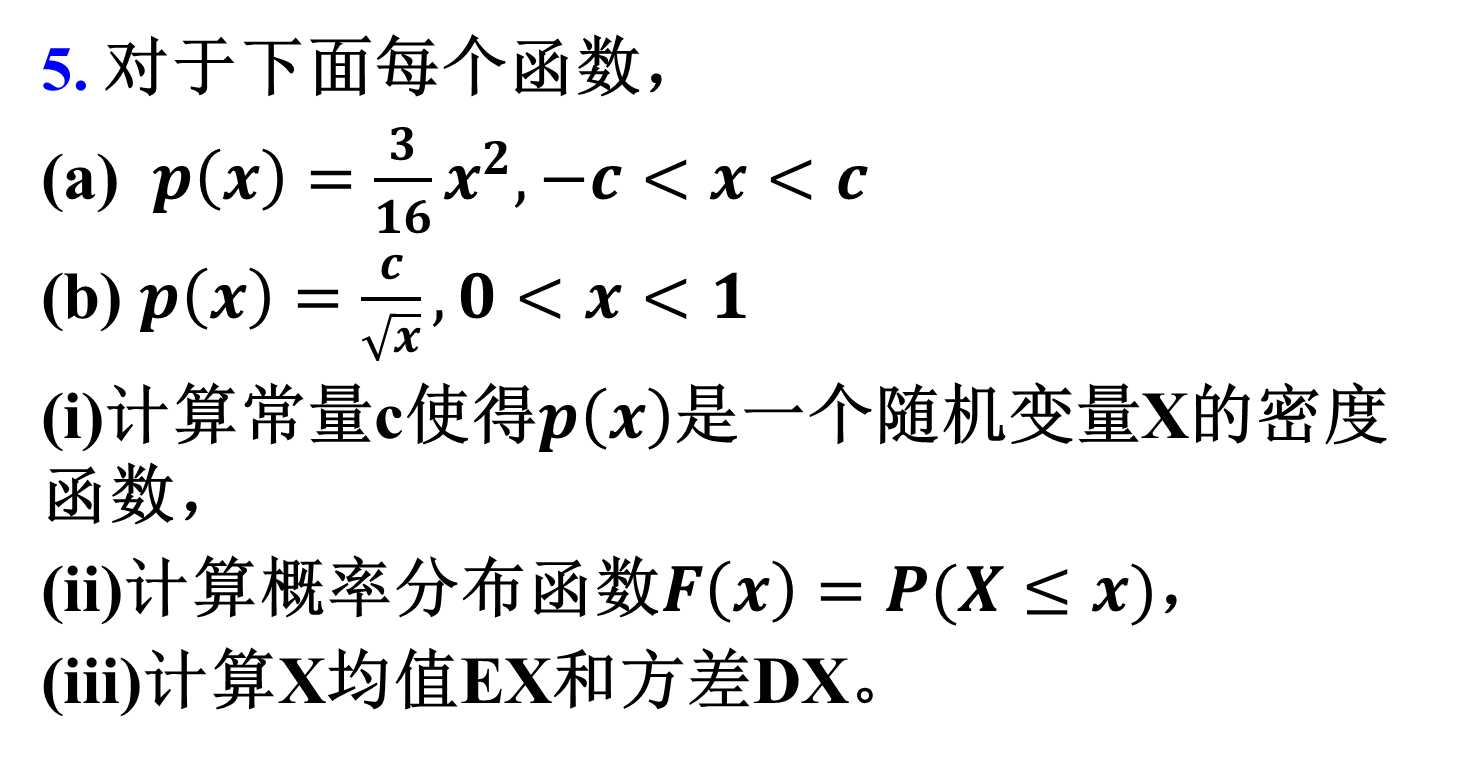 5. 对于下面每个函数，
(a) p(x) = 3/16 x², −c < x < c
(b) p(x) = c/√x, 0 < x < 1
(i)计算常量c使得p(x)是一个随机变量X的密度
函数，
(ii)计算概率分布函数F(x) = P(X ≤ x)，
(iii)计算X均值EX和方差DX。